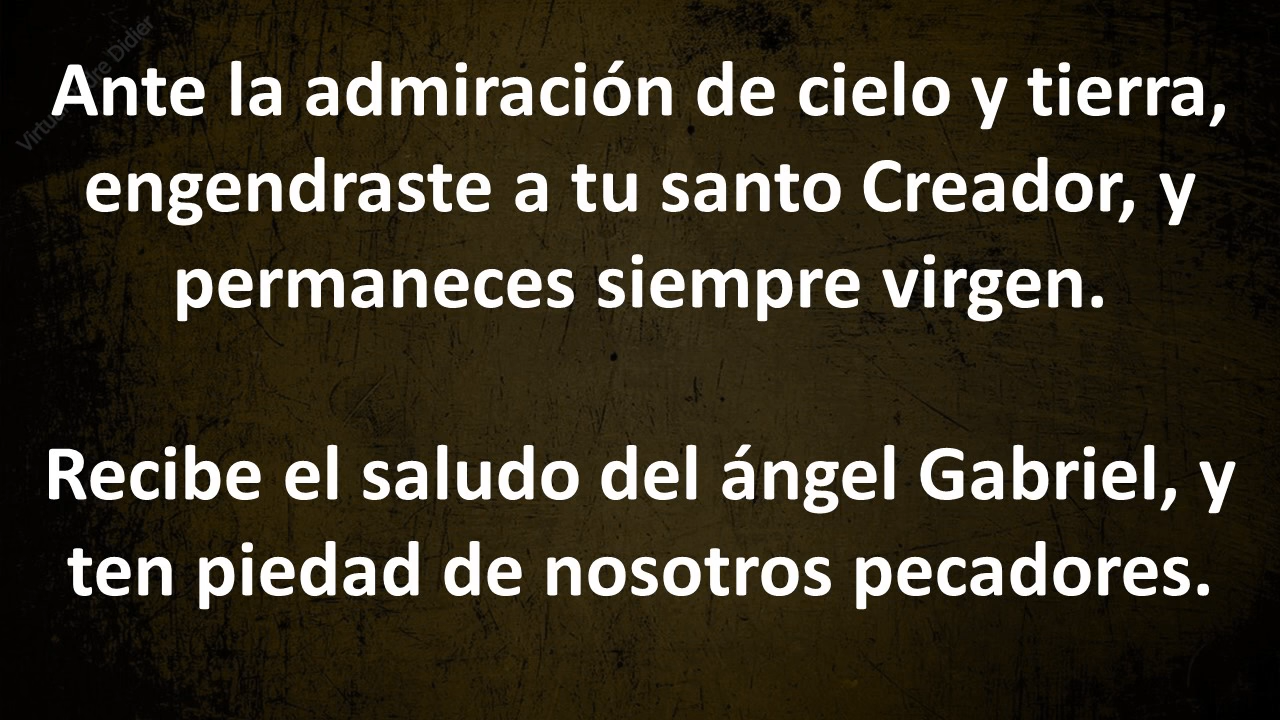 Ante la admiración de cielo y tierra,
engendraste a tu santo Creador, y
permaneces siempre virgen.
Recibe el saludo del ángel Gabriel, y
ten piedad de nosotros pecadores.
Didier